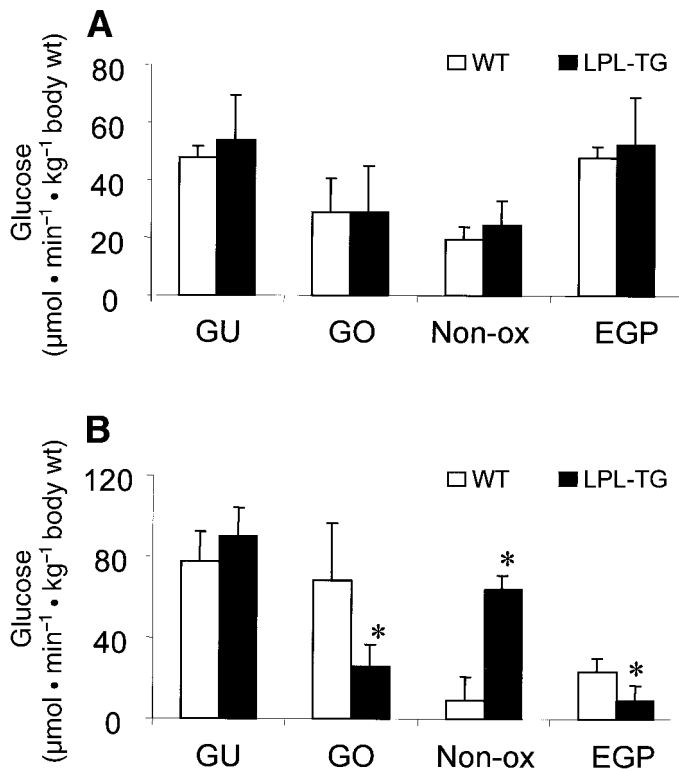 A
WT LPL-TG
80
60
40
20
0
Glucose
(µmol • min⁻¹ • kg⁻¹ body wt)
GU GO Non-ox EGP
B
WT LPL-TG
120
80
40
0
Glucose
(µmol • min⁻¹ • kg⁻¹ body wt)
* * *
GU GO Non-ox EGP